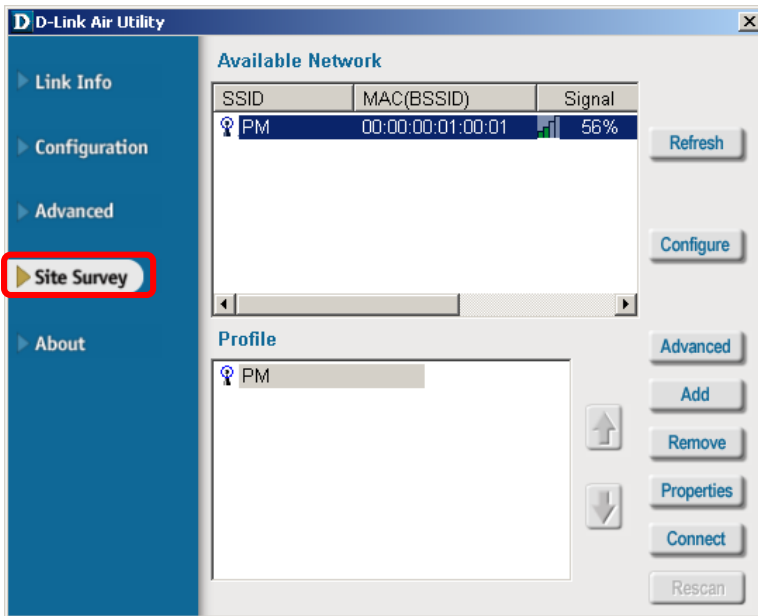 D D-Link Air Utility
Link Info
Configuration
Advanced
Site Survey
About
Available Network
SSID MAC(BSSID) Signal
PM 00:00:00:01:00:01 56%
Refresh
Configure
Profile
PM
Advanced
Add
Remove
Properties
Connect
Rescan